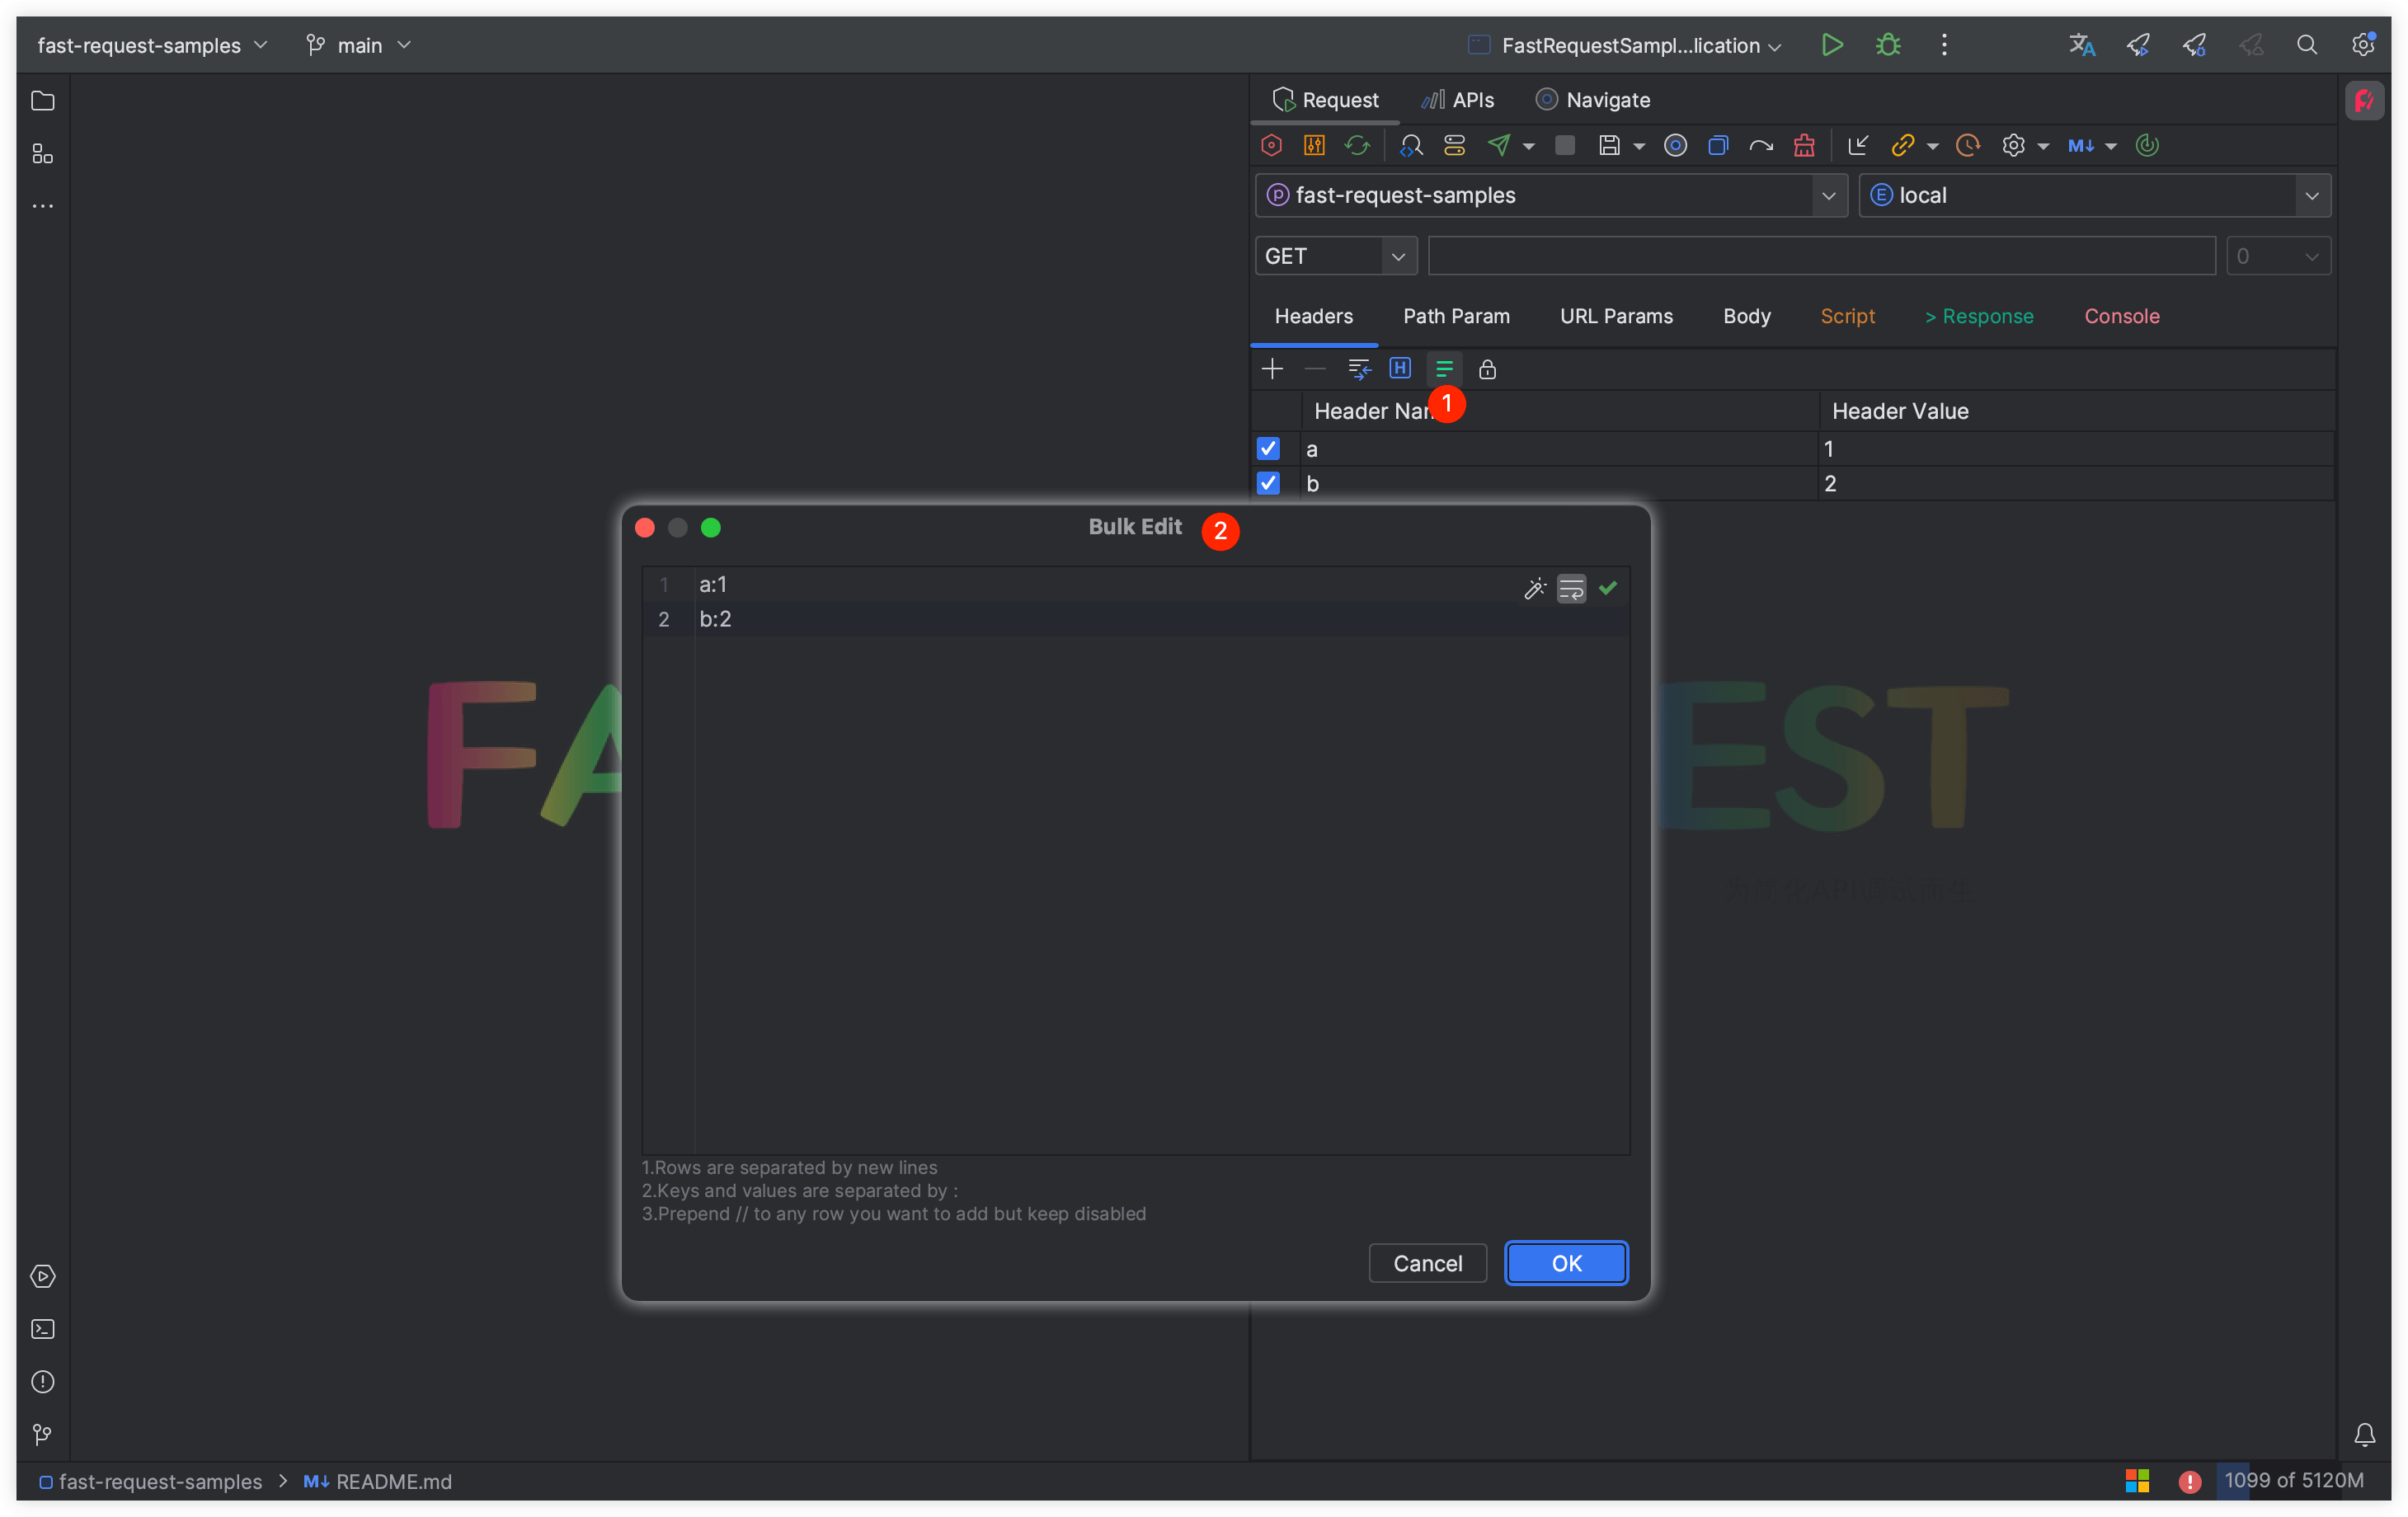 fast-request-samples
main
FastRequestSampl...lication
Request
APIs
Navigate
fast-request-samples
local
GET
0
Headers
Path Param
URL Params
Body
Script
> Response
Console
1
Header Value
a
1
b
2
Bulk Edit
2
1 a:1
2 b:2
EST
1.Rows are separated by new lines
2.Keys and values are separated by :
3.Prepend // to any row you want to add but keep disabled
Cancel
OK
fast-request-samples > M↓ README.md
1099 of 5120M